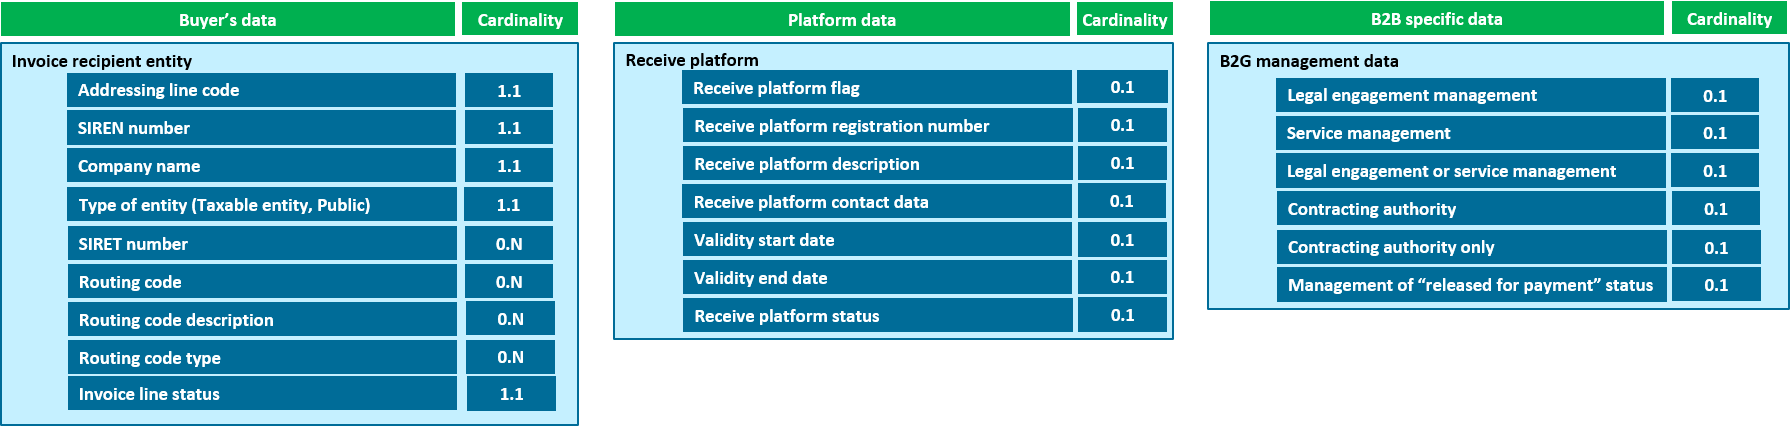 Buyer's data Cardinality
Invoice recipient entity
Addressing line code 1.1
SIREN number 1.1
Company name 1.1
Type of entity (Taxable entity, Public) 1.1
SIRET number 0.N
Routing code 0.N
Routing code description 0.N
Routing code type 0.N
Invoice line status 1.1
Platform data Cardinality
Receive platform
Receive platform flag 0.1
Receive platform registration number 0.1
Receive platform description 0.1
Receive platform contact data 0.1
Validity start date 0.1
Validity end date 0.1
Receive platform status 0.1
B2B specific data Cardinality
B2G management data
Legal engagement management 0.1
Service management 0.1
Legal engagement or service management 0.1
Contracting authority 0.1
Contracting authority only 0.1
Management of “released for payment” status 0.1